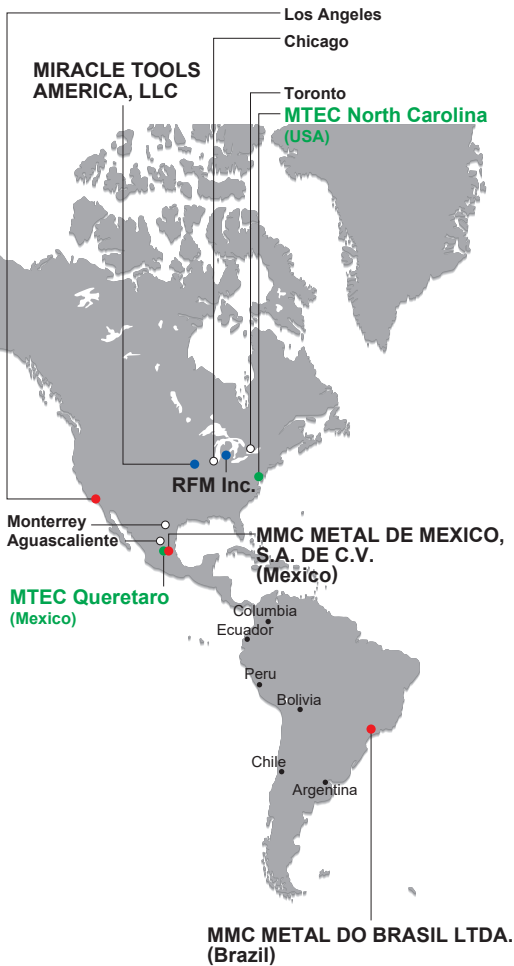 Los Angeles
Chicago
MIRACLE TOOLS
AMERICA, LLC
Toronto
MTEC North Carolina
(USA)
RFM Inc.
Monterrey
Aguascaliente
MMC METAL DE MEXICO,
S.A. DE C.V.
(Mexico)
MTEC Queretaro
(Mexico)
Columbia
Ecuador
Peru
Bolivia
Chile
Argentina
MMC METAL DO BRASIL LTDA.
(Brazil)